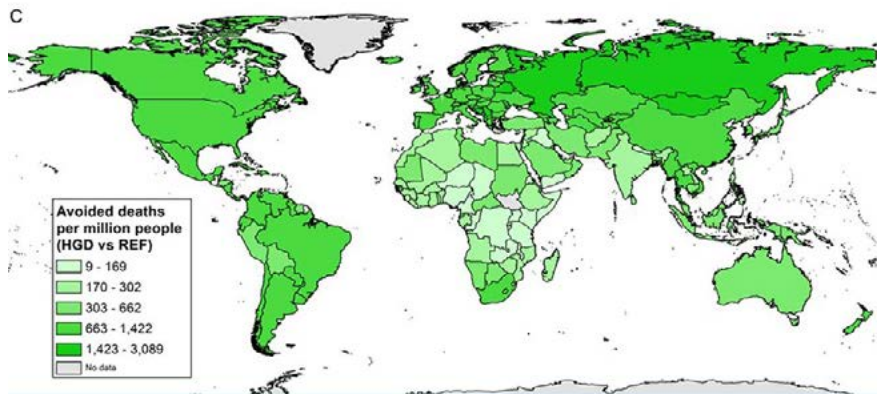 C
Avoided deaths
per million people
(HGD vs REF)
9 - 169
170 - 302
303 - 662
663 - 1,422
1,423 - 3,089
No data